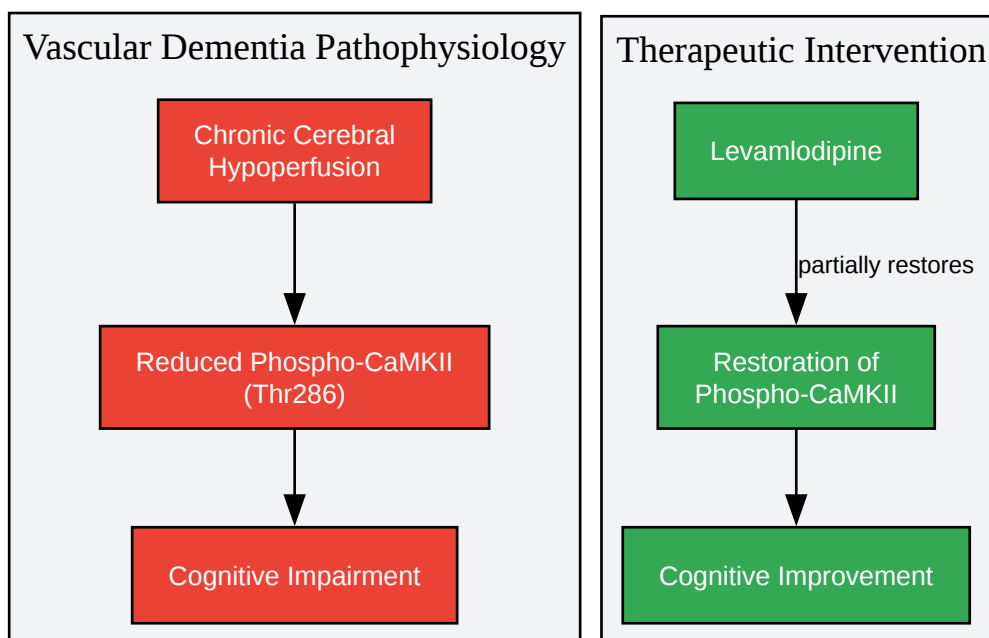 Vascular Dementia Pathophysiology
Chronic Cerebral
Hypoperfusion
Reduced Phospho-CaMKII
(Thr286)
Cognitive Impairment
Therapeutic Intervention
Levamlodipine
partially restores
Restoration of
Phospho-CaMKII
Cognitive Improvement